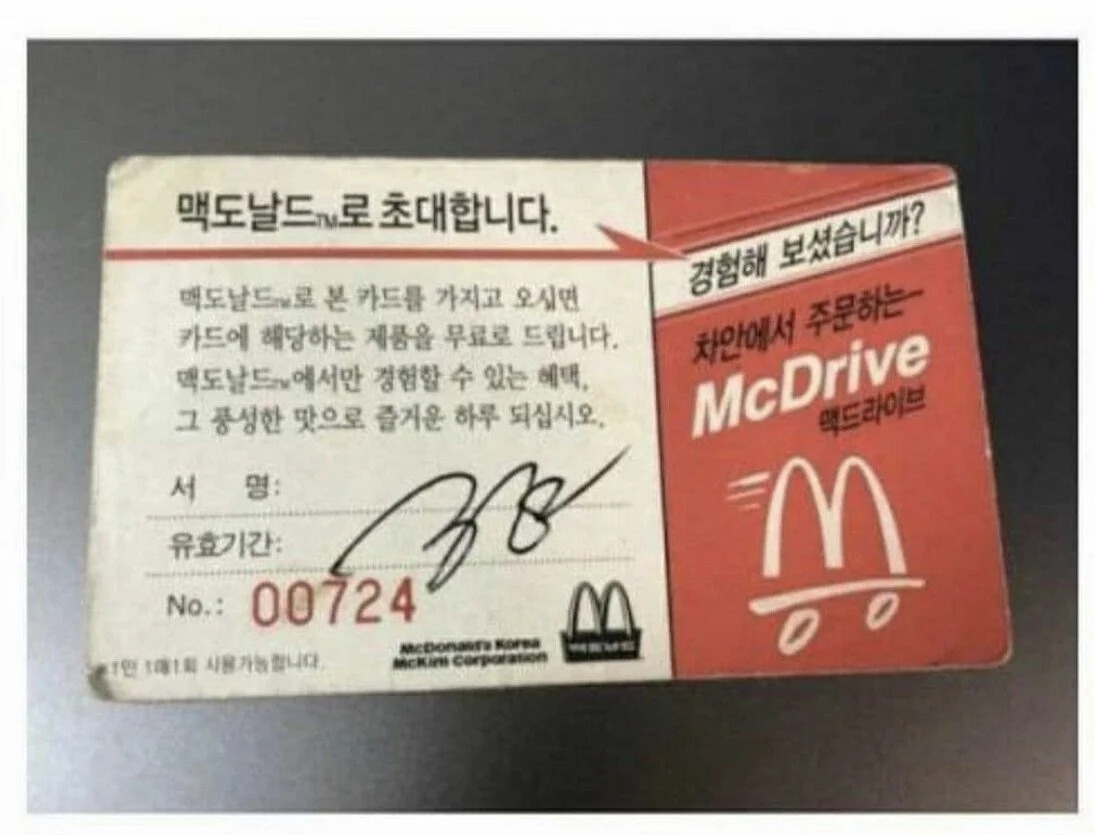 맥도날드TM로 초대합니다.
맥도날드TM로 본 카드를 가지고 오십면
카드에 해당하는 제품을 무료로 드립니다.
맥도날드TM에서만 경험할 수 있는 혜택,
그 풍성한 맛으로 즐거운 하루 되십시오.
서 명:
유효기간:
No.: 00724
※1인 1매1회 사용가능합니다.
McDonald's Korea
McKim Corporation
경험해 보셨습니까?
차안에서 주문하는
McDrive
맥드라이브